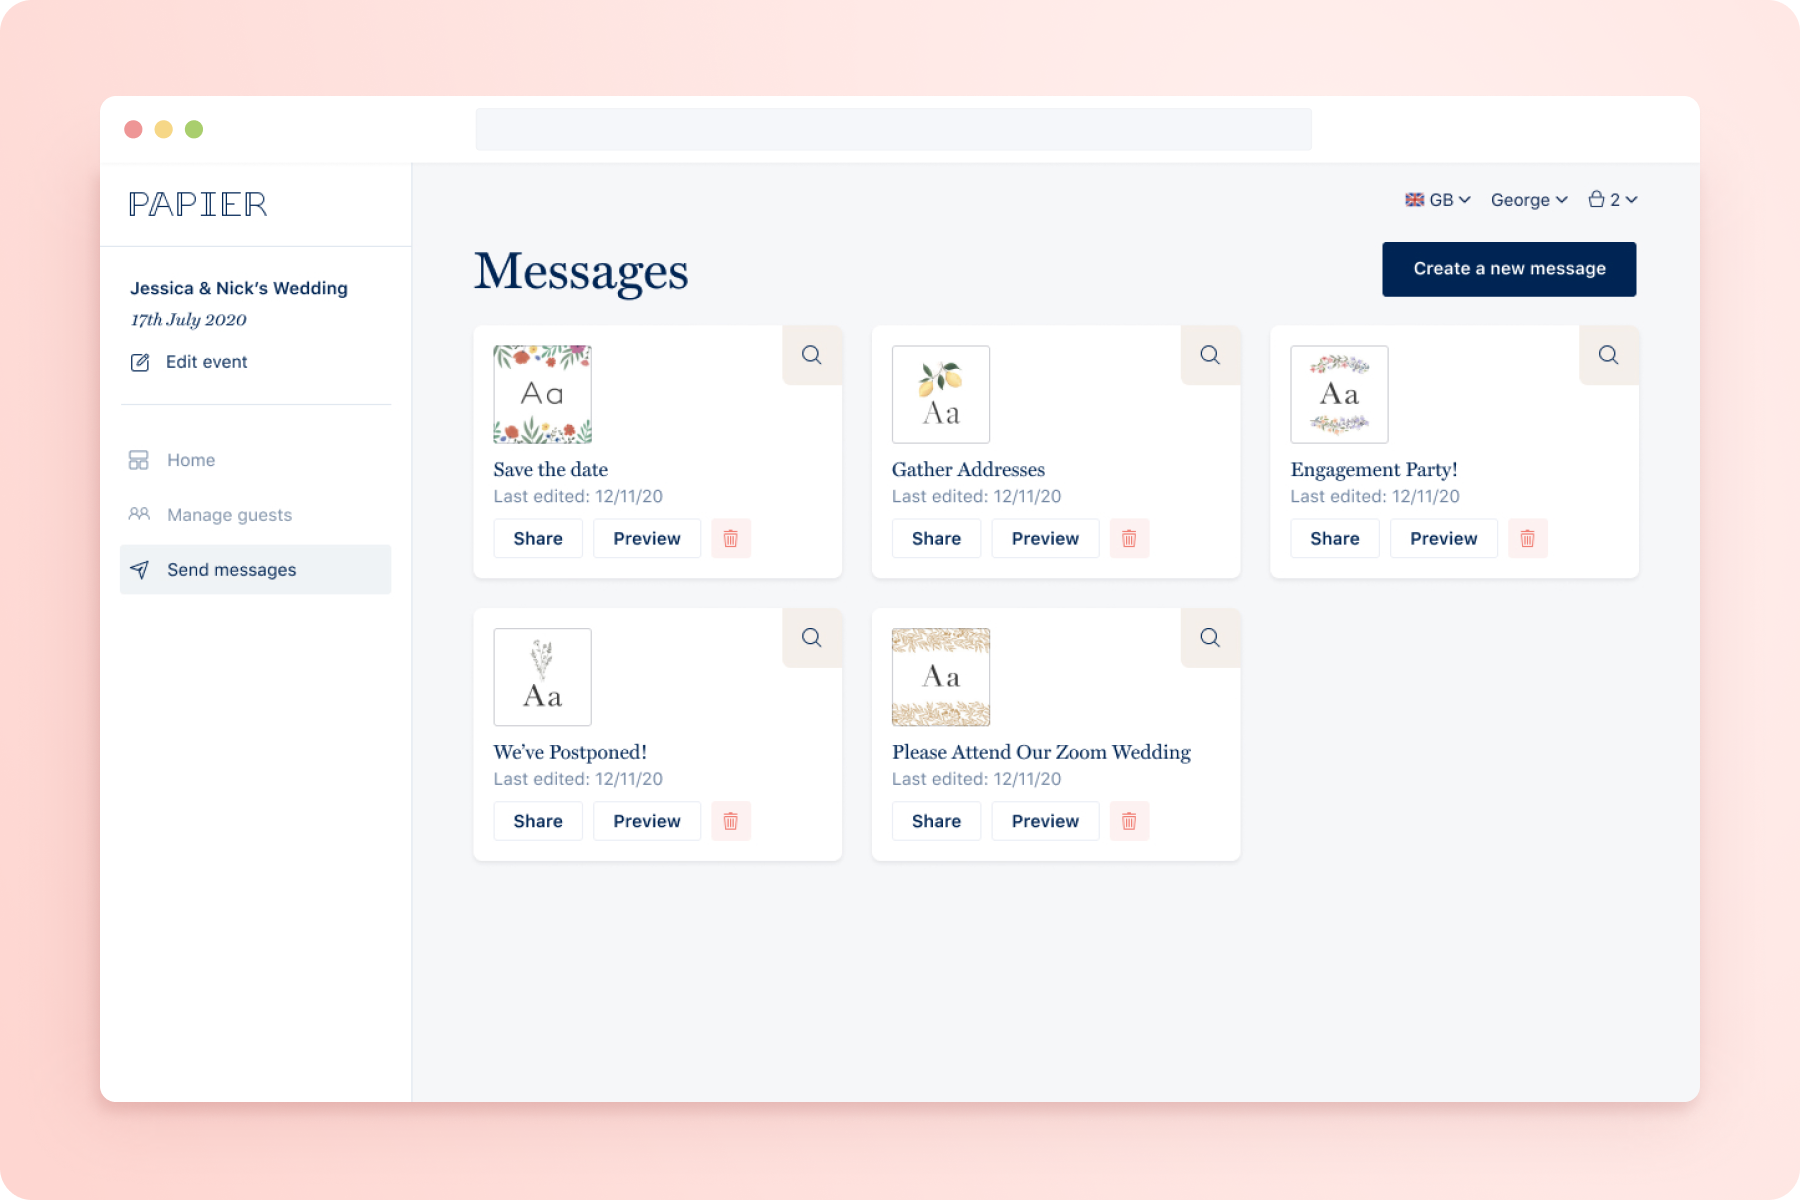 PAPIER
GB George 2
Jessica & Nick’s Wedding
17th July 2020
Edit event
Home
Manage guests
Send messages
Messages
Create a new message
Aa
Save the date
Last edited: 12/11/20
Share Preview
Aa
Gather Addresses
Last edited: 12/11/20
Share Preview
Aa
Engagement Party!
Last edited: 12/11/20
Share Preview
Aa
We’ve Postponed!
Last edited: 12/11/20
Share Preview
Aa
Please Attend Our Zoom Wedding
Last edited: 12/11/20
Share Preview